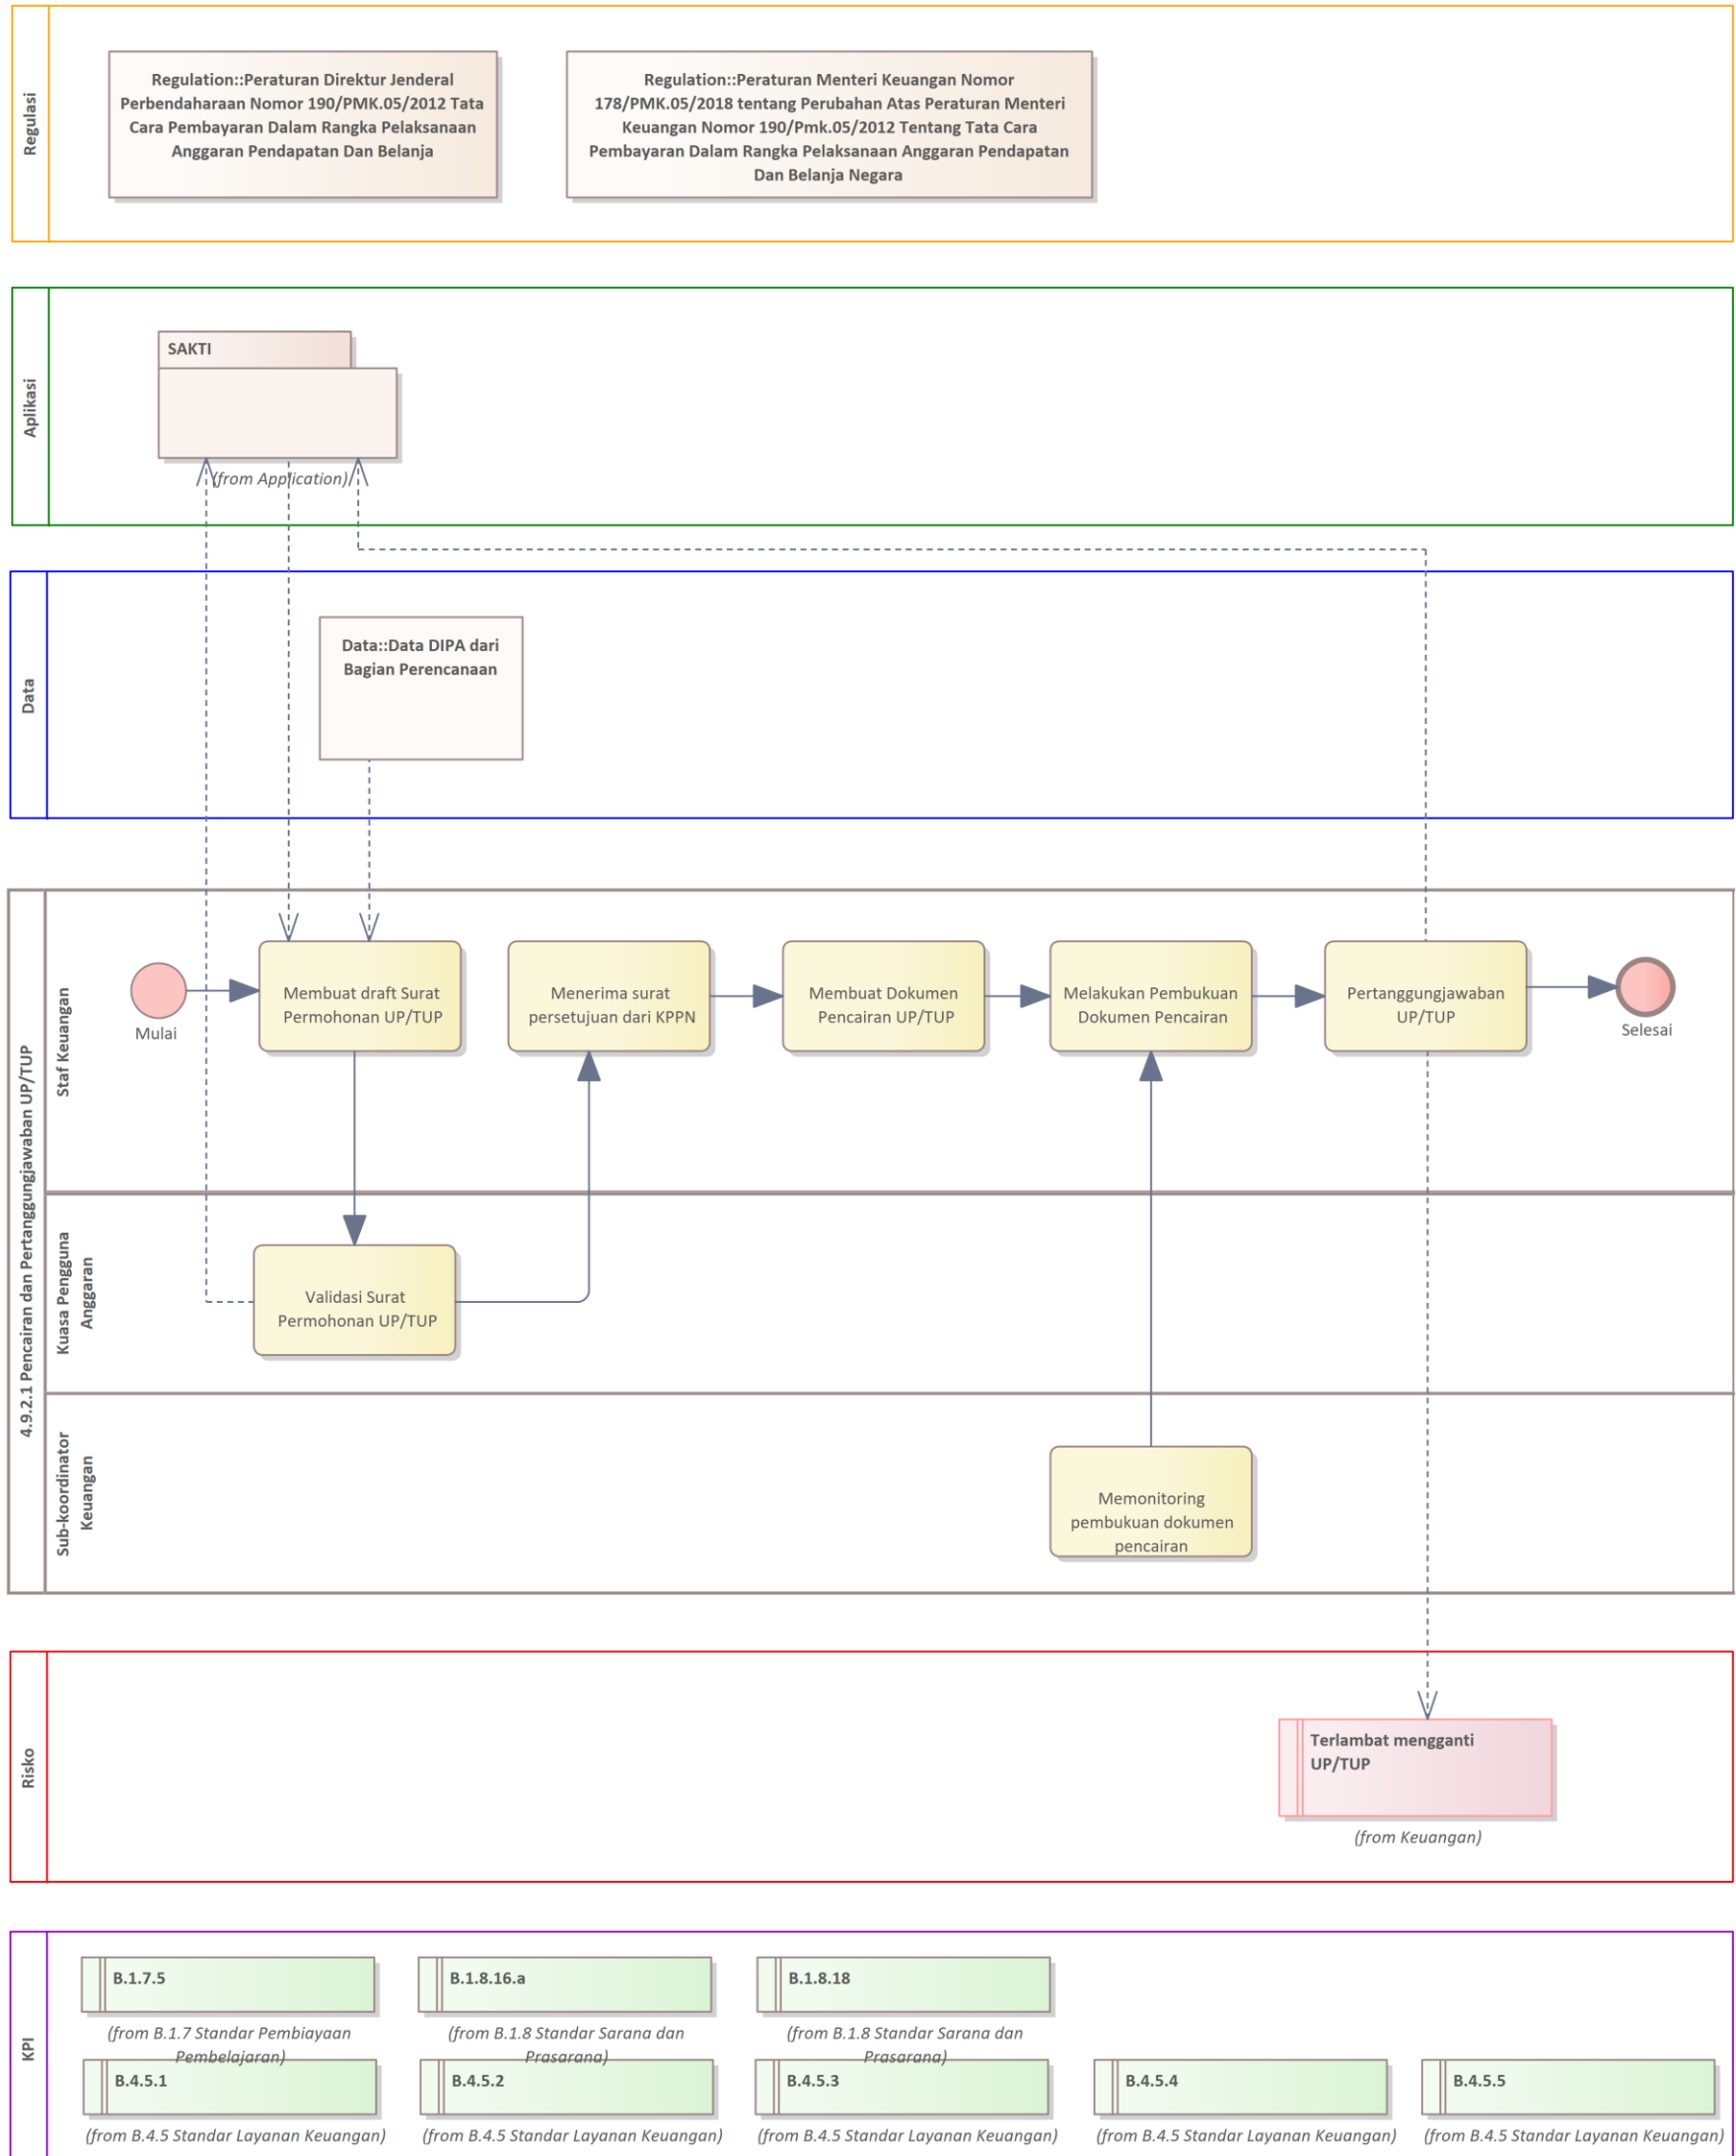 Regulasi
Regulation::Peraturan Direktur Jenderal
Perbendaharaan Nomor 190/PMK.05/2012 Tata
Cara Pembayaran Dalam Rangka Pelaksanaan
Anggaran Pendapatan Dan Belanja
Regulation::Peraturan Menteri Keuangan Nomor
178/PMK.05/2018 tentang Perubahan Atas Peraturan Menteri
Keuangan Nomor 190/Pmk.05/2012 Tentang Tata Cara
Pembayaran Dalam Rangka Pelaksanaan Anggaran Pendapatan
Dan Belanja Negara
Aplikasi
SAKTI
(from Application)
Data
Data::Data DIPA dari
Bagian Perencanaan
4.9.2.1 Pencairan dan Pertanggungjawaban UP/TUP
Staf Keuangan
Mulai
Membuat draft Surat
Permohonan UP/TUP
Menerima surat
persetujuan dari KPPN
Membuat Dokumen
Pencairan UP/TUP
Melakukan Pembukuan
Dokumen Pencairan
Pertanggungjawaban
UP/TUP
Selesai
Kuasa Pengguna
Anggaran
Validasi Surat
Permohonan UP/TUP
Sub-koordinator
Keuangan
Memonitoring
pembukuan dokumen
pencairan
Risko
Terlambat mengganti
UP/TUP
(from Keuangan)
KPI
B.1.7.5
(from B.1.7 Standar Pembiayaan
Pembelajaran)
B.1.8.16.a
(from B.1.8 Standar Sarana dan
Prasarana)
B.1.8.18
(from B.1.8 Standar Sarana dan
Prasarana)
B.4.5.1
(from B.4.5 Standar Layanan Keuangan)
B.4.5.2
(from B.4.5 Standar Layanan Keuangan)
B.4.5.3
(from B.4.5 Standar Layanan Keuangan)
B.4.5.4
(from B.4.5 Standar Layanan Keuangan)
B.4.5.5
(from B.4.5 Standar Layanan Keuangan)